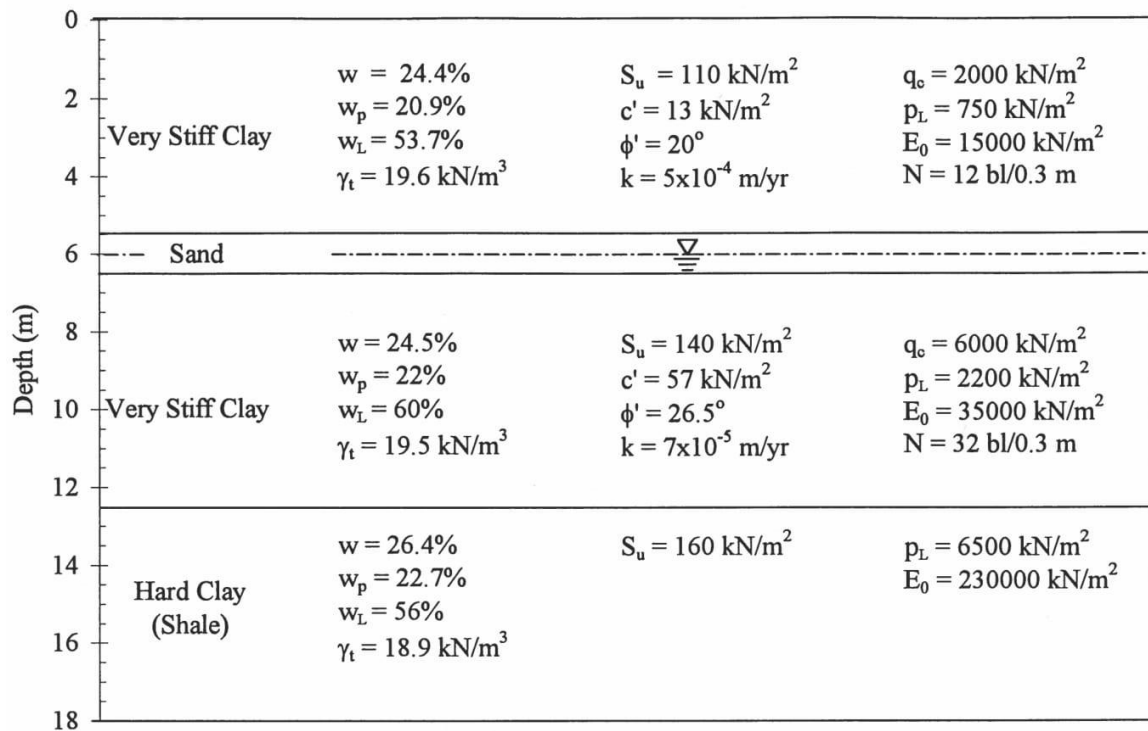 0
2
4
6
8
10
12
14
16
18
Depth (m)
Very Stiff Clay
w = 24.4%
w_p = 20.9%
w_L = 53.7%
γ_t = 19.6 kN/m³
S_u = 110 kN/m²
c' = 13 kN/m²
ϕ' = 20°
k = 5x10⁻⁴ m/yr
q_c = 2000 kN/m²
p_L = 750 kN/m²
E₀ = 15000 kN/m²
N = 12 bl/0.3 m
Sand
Very Stiff Clay
w = 24.5%
w_p = 22%
w_L = 60%
γ_t = 19.5 kN/m³
S_u = 140 kN/m²
c' = 57 kN/m²
ϕ' = 26.5°
k = 7x10⁻⁵ m/yr
q_c = 6000 kN/m²
p_L = 2200 kN/m²
E₀ = 35000 kN/m²
N = 32 bl/0.3 m
Hard Clay
(Shale)
w = 26.4%
w_p = 22.7%
w_L = 56%
γ_t = 18.9 kN/m³
S_u = 160 kN/m²
p_L = 6500 kN/m²
E₀ = 230000 kN/m²